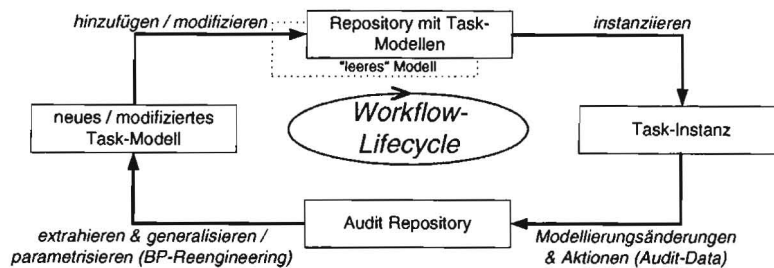 hinzufügen / modifizieren
Repository mit Task-
Modellen
instanziieren
"leeres" Modell
neues / modifiziertes
Task-Modell
Workflow-
Lifecycle
Task-Instanz
Audit Repository
extrahieren & generalisieren /
parametrisieren (BP-Reengineering)
Modellierungsänderungen
& Aktionen (Audit-Data)